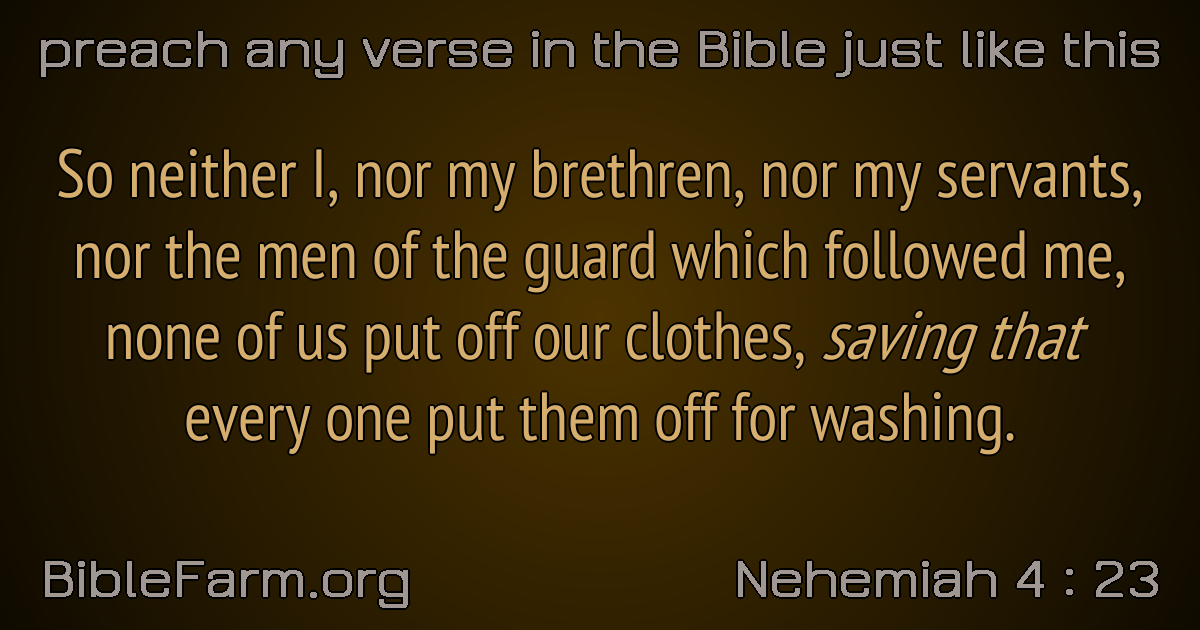 preach any verse in the Bible just like this
So neither I, nor my brethren, nor my servants,
nor the men of the guard which followed me,
none of us put off our clothes, saving that
every one put them off for washing.
BibleFarm.org
Nehemiah 4 : 23